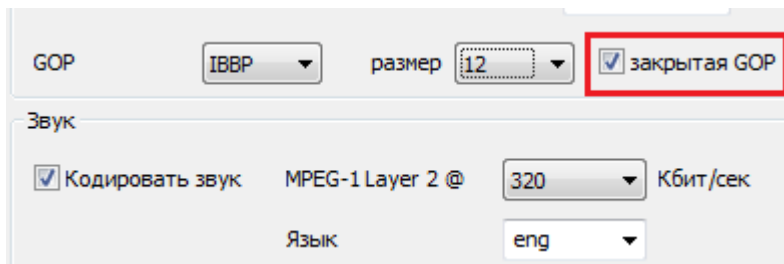 GOP IBBP размер 12 закрытая GOP
Звук
Кодировать звук MPEG-1 Layer 2 @ 320 Кбит/сек
Язык eng